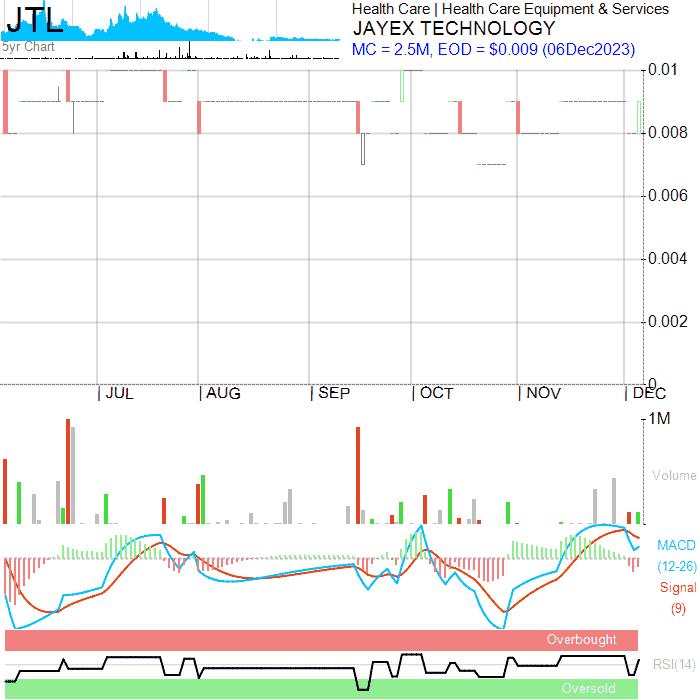 JTL
5yr Chart
Health Care | Health Care Equipment & Services
JAYEX TECHNOLOGY
MC = 2.5M, EOD = $0.009 (06Dec2023)
0.01
0.008
0.006
0.004
0.002
0
JUL
AUG
SEP
OCT
NOV
DEC
1M
Volume
MACD
(12-26)
Signal
(9)
Overbought
RSI(14)
Oversold